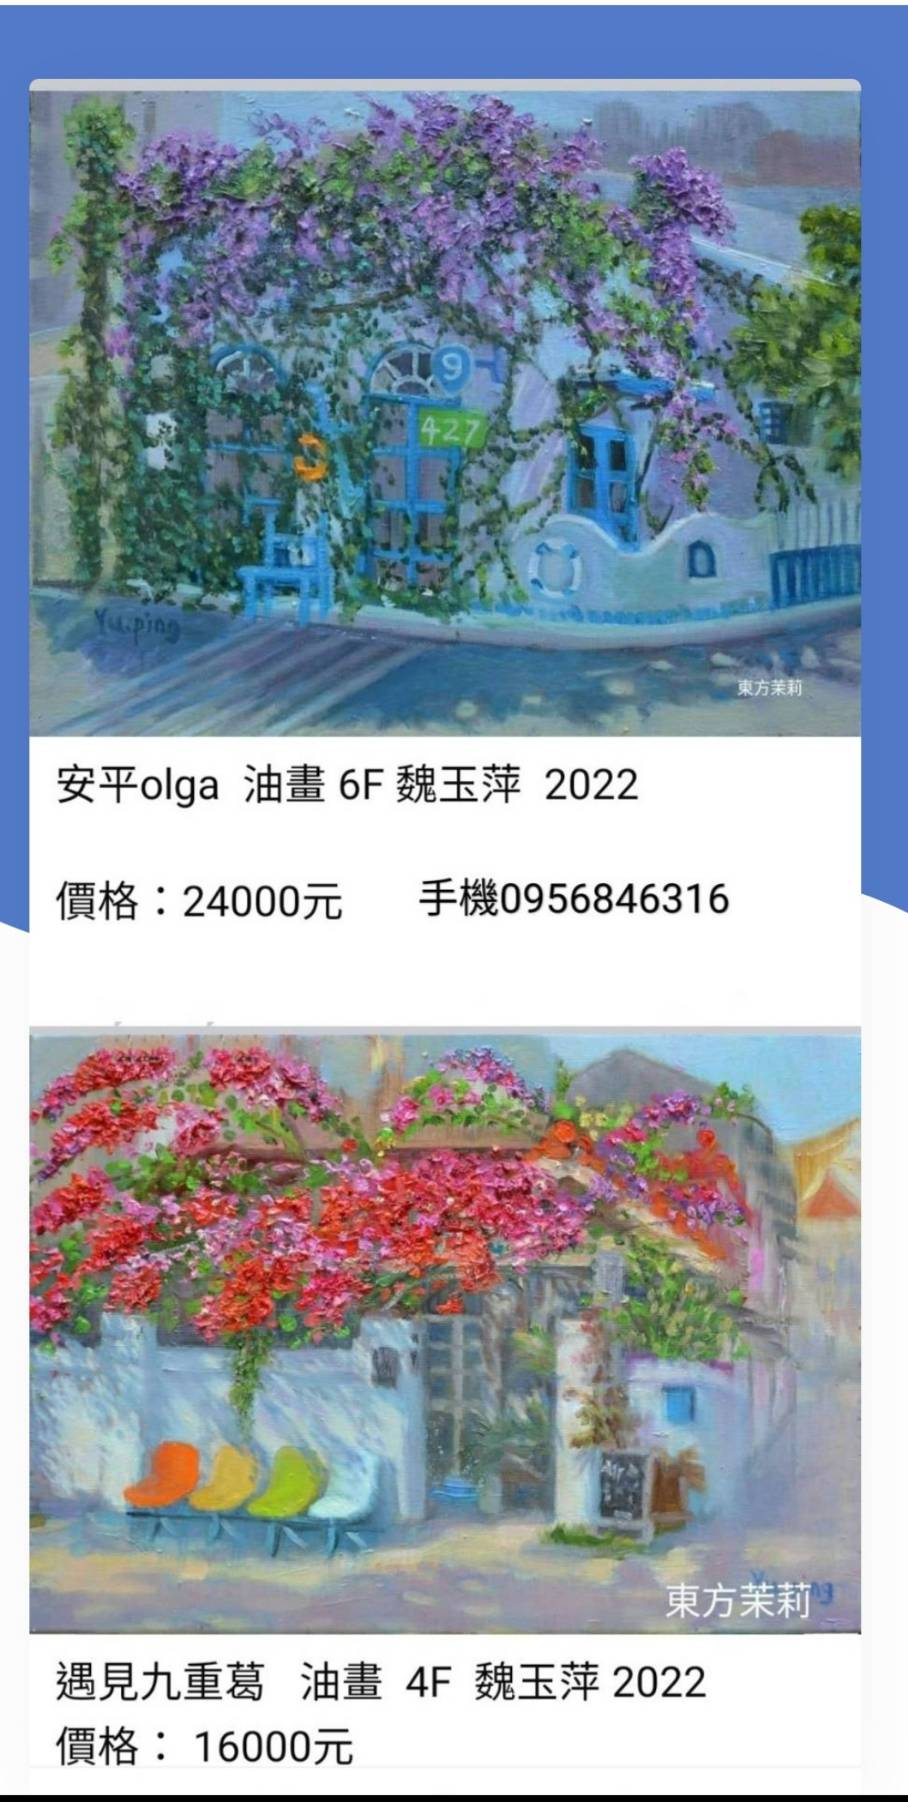 9
427
Yuping
東方茉莉
安平olga 油畫 6F 魏玉萍 2022
價格：24000元 手機0956846316
東方茉莉
遇見九重葛 油畫 4F 魏玉萍 2022
價格： 16000元